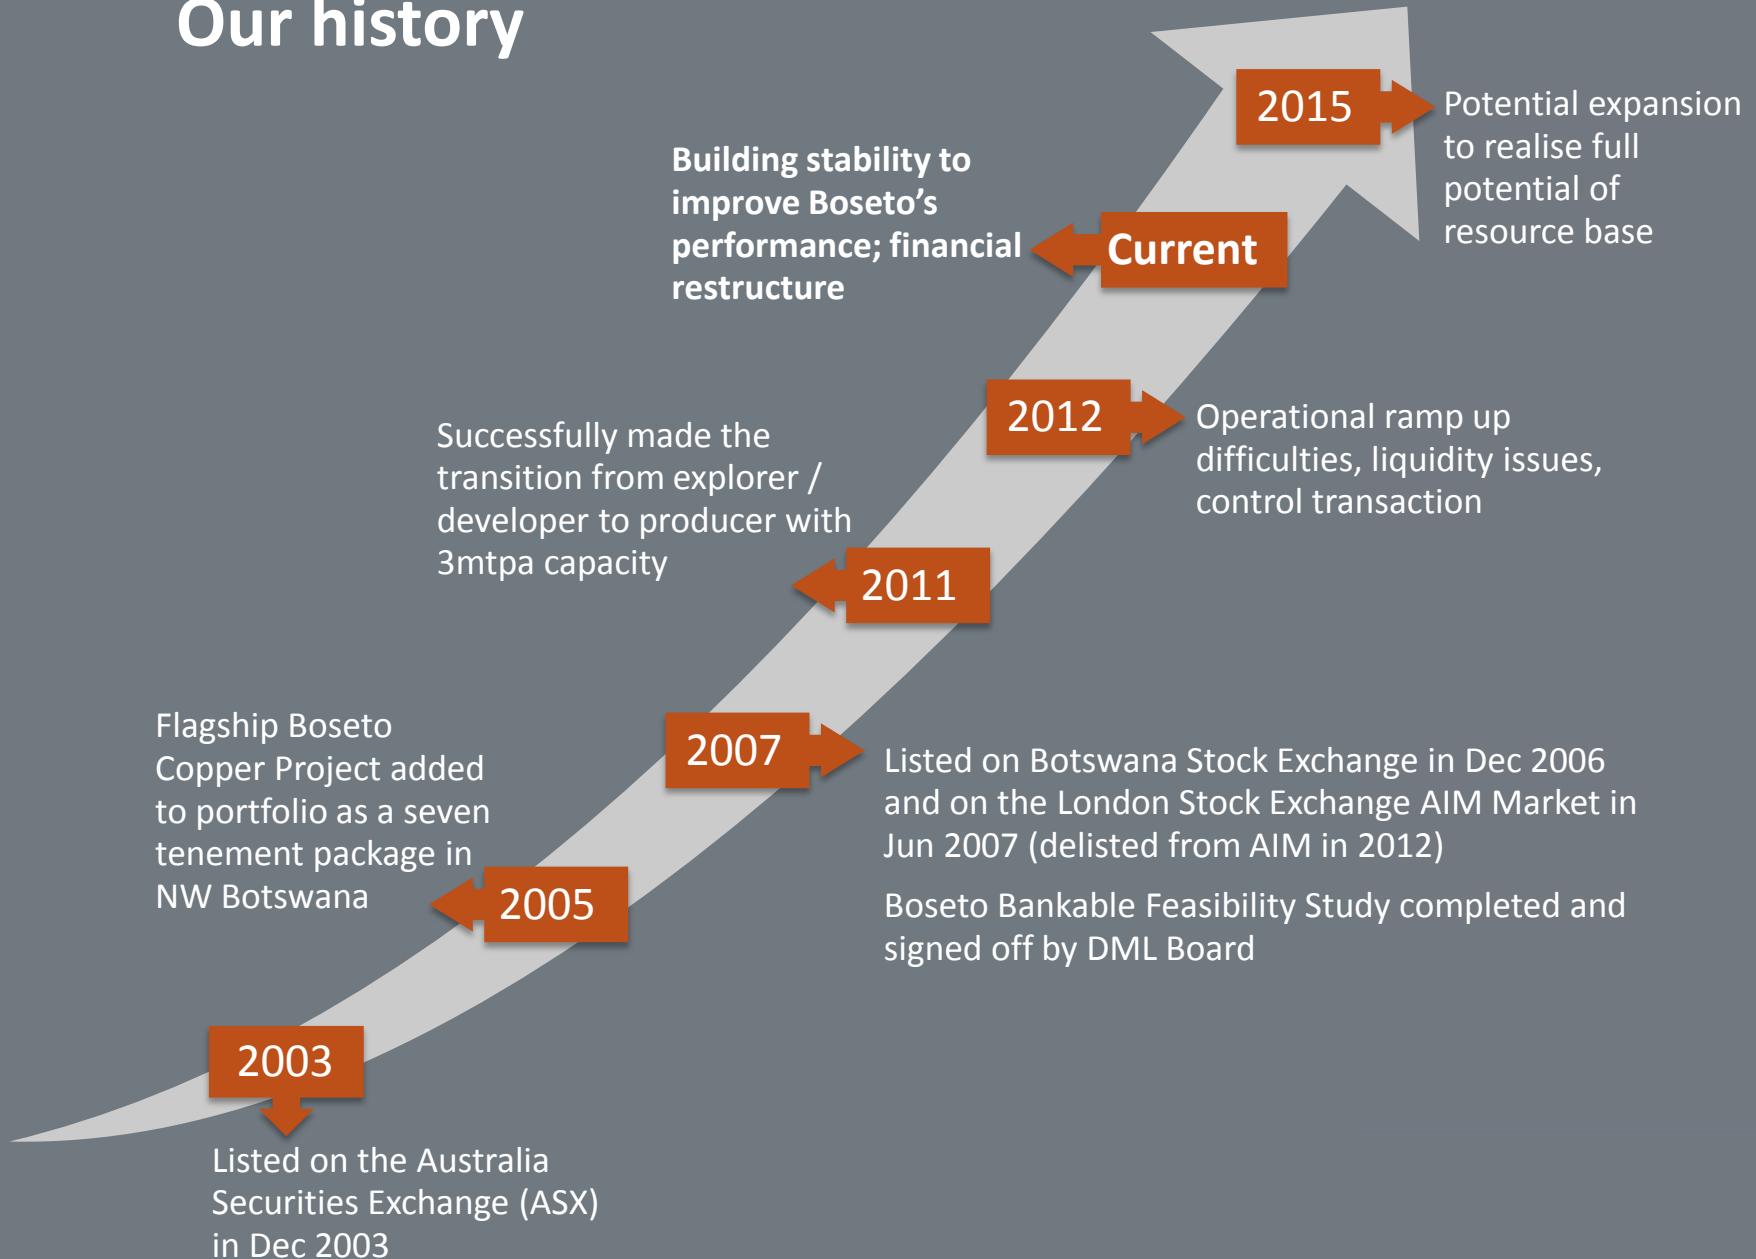 Our history
2015
Potential expansion
to realise full
potential of
resource base
Building stability to
improve Boseto’s
performance; financial
restructure
Current
2012
Operational ramp up
difficulties, liquidity issues,
control transaction
Successfully made the
transition from explorer /
developer to producer with
3mtpa capacity
2011
2007
Listed on Botswana Stock Exchange in Dec 2006
and on the London Stock Exchange AIM Market in
Jun 2007 (delisted from AIM in 2012)
Boseto Bankable Feasibility Study completed and
signed off by DML Board
Flagship Boseto
Copper Project added
to portfolio as a seven
tenement package in
NW Botswana
2005
2003
Listed on the Australia
Securities Exchange (ASX)
in Dec 2003